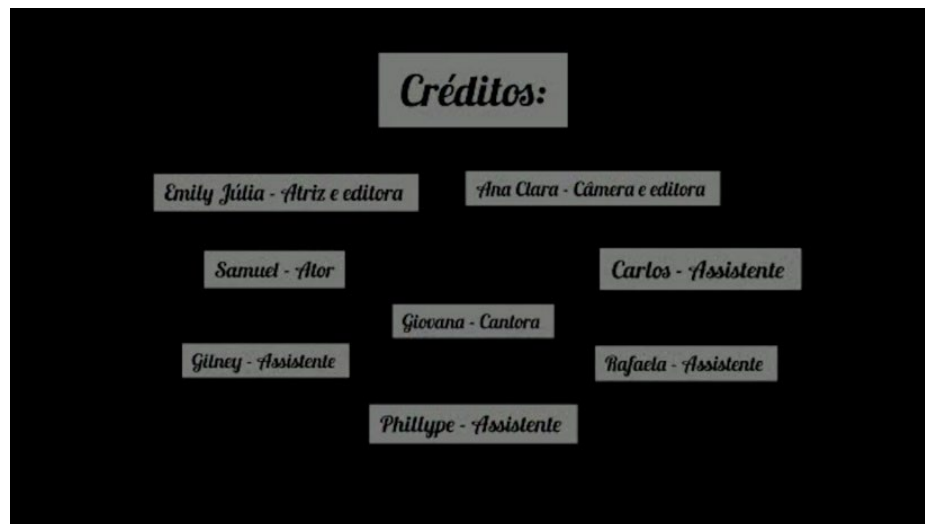 Créditos:
Emily Júlia - Atriz e editora
Ana Clara - Câmera e editora
Samuel - Ator
Carlos - Assistente
Giovana - Cantora
Gilney - Assistente
Rafaela - Assistente
Phillype - Assistente